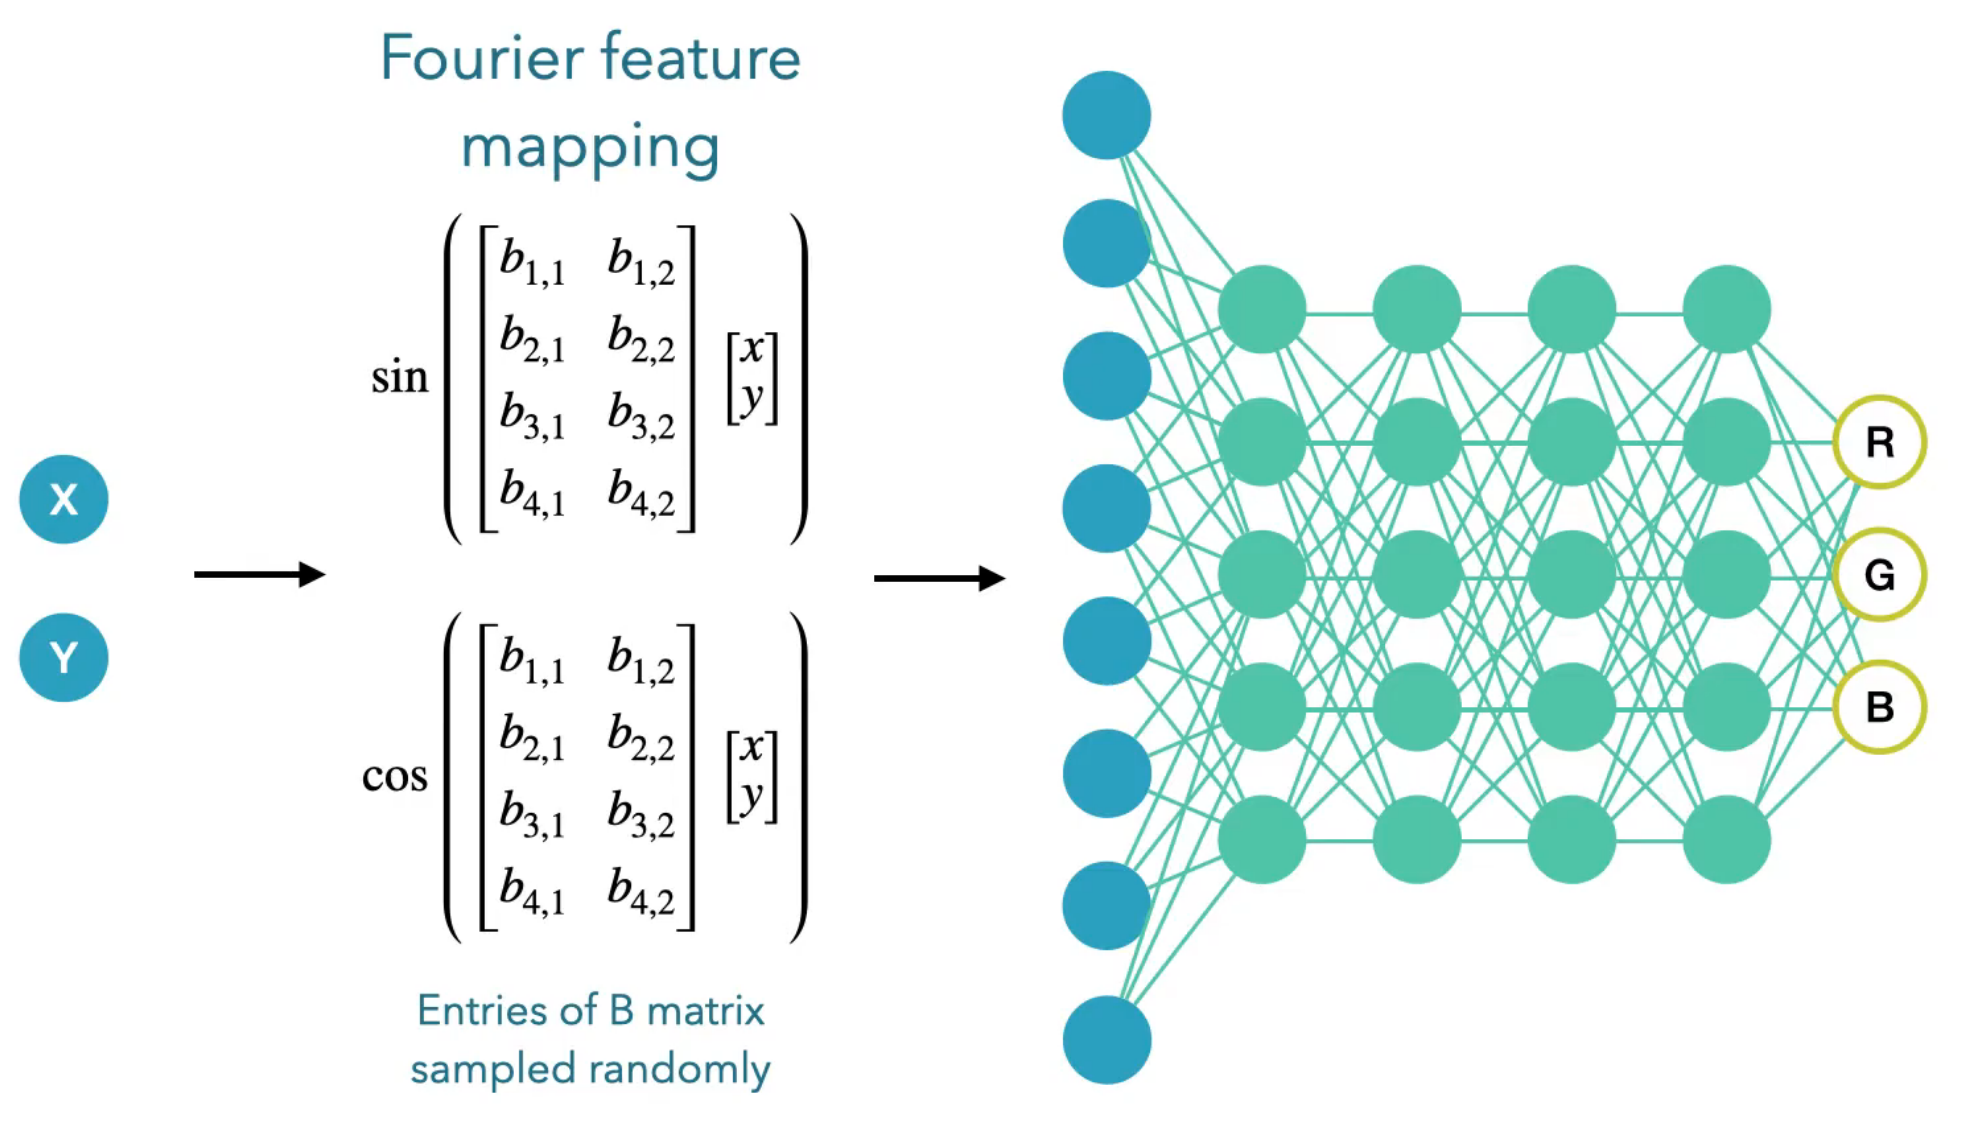 Fourier feature
mapping
X
Y
sin
b1,1 b1,2
b2,1 b2,2
b3,1 b3,2
b4,1 b4,2
x
y
cos
b1,1 b1,2
b2,1 b2,2
b3,1 b3,2
b4,1 b4,2
x
y
Entries of B matrix
sampled randomly
R
G
B